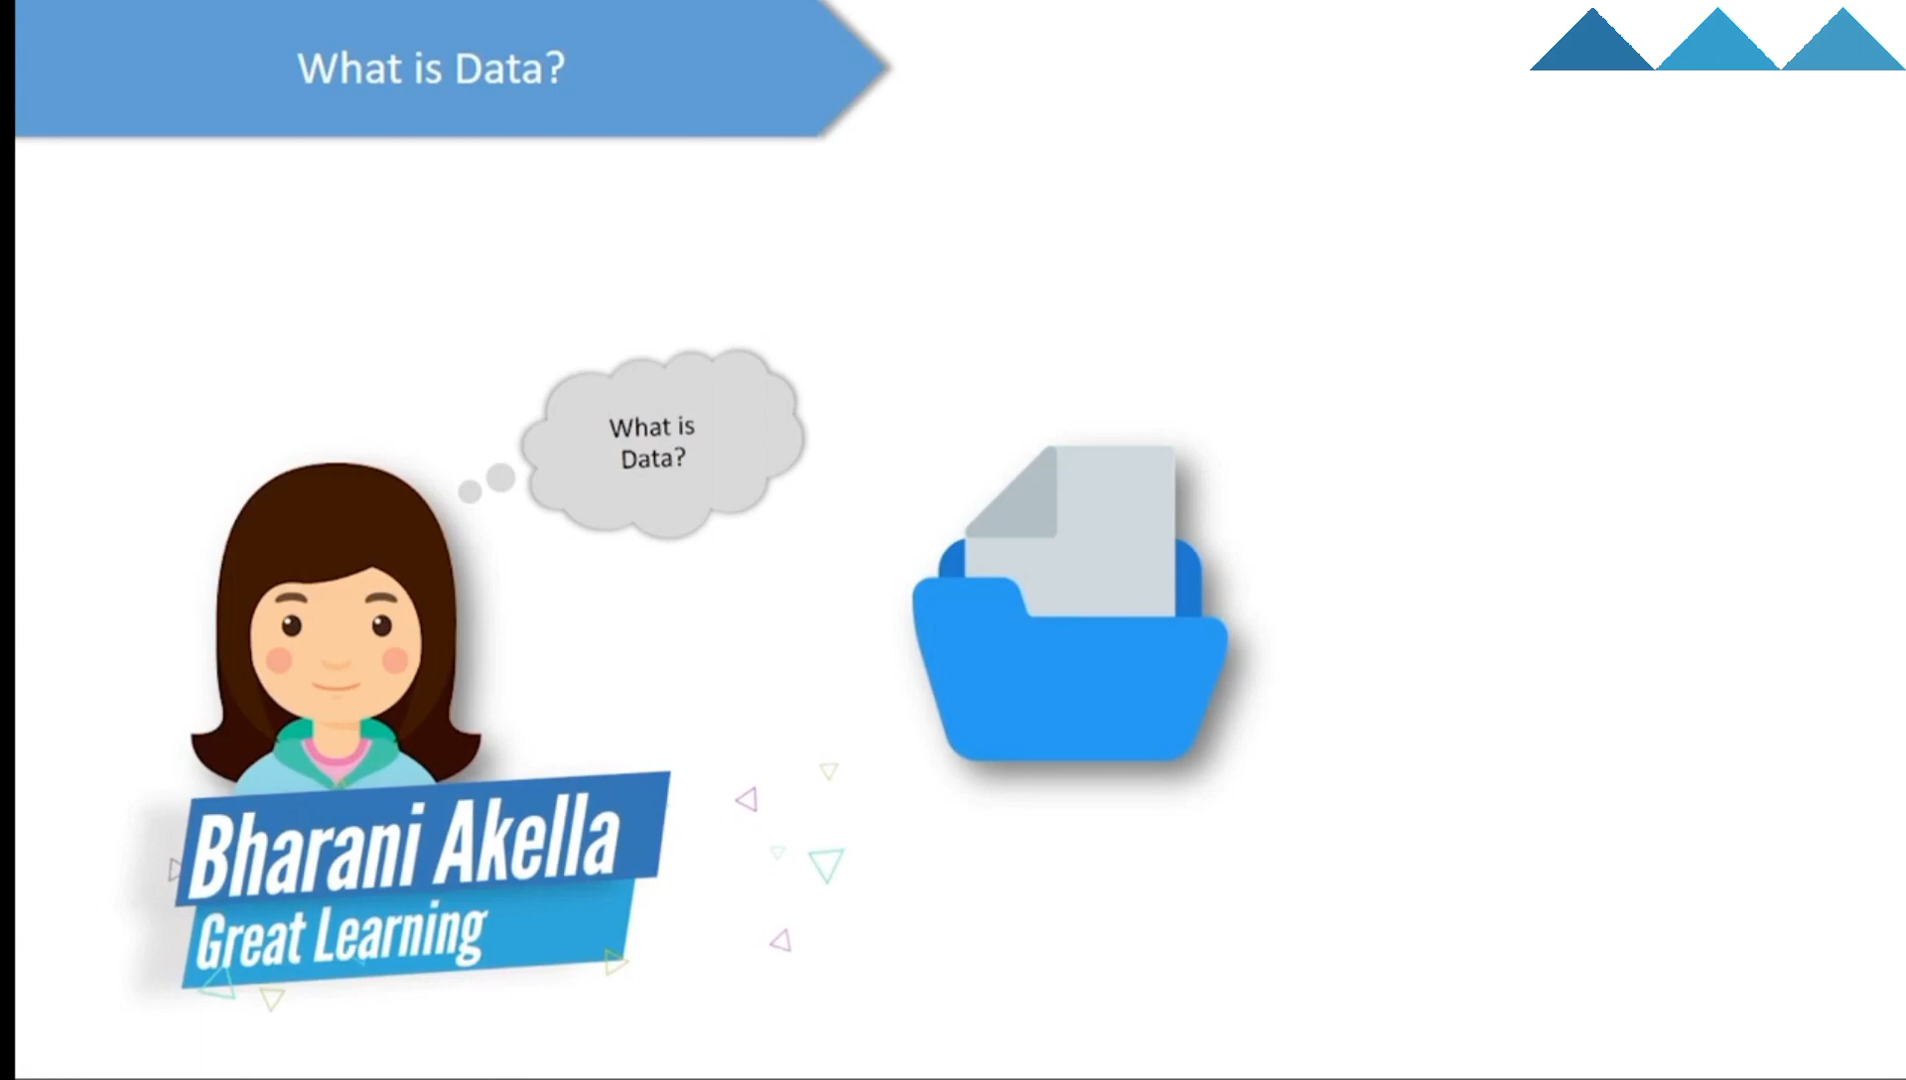 What is Data?
What is
Data?
Bharani Akella
Great Learning